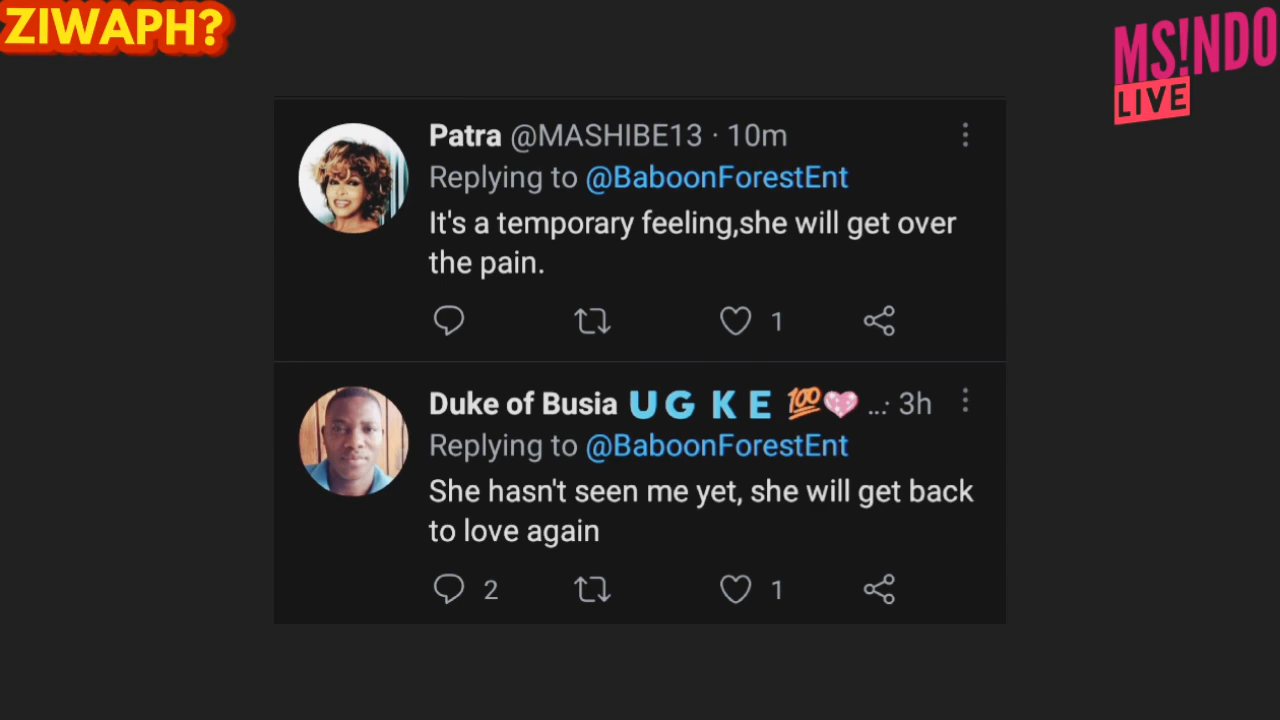 ZIWAPH?
MS!NDO
LIVE
Patra @MASHIBE13 · 10m
Replying to @BaboonForestEnt
It's a temporary feeling,she will get over
the pain.
1
Duke of Busia U G K E 💯💖 ...· 3h
Replying to @BaboonForestEnt
She hasn't seen me yet, she will get back
to love again
2 1